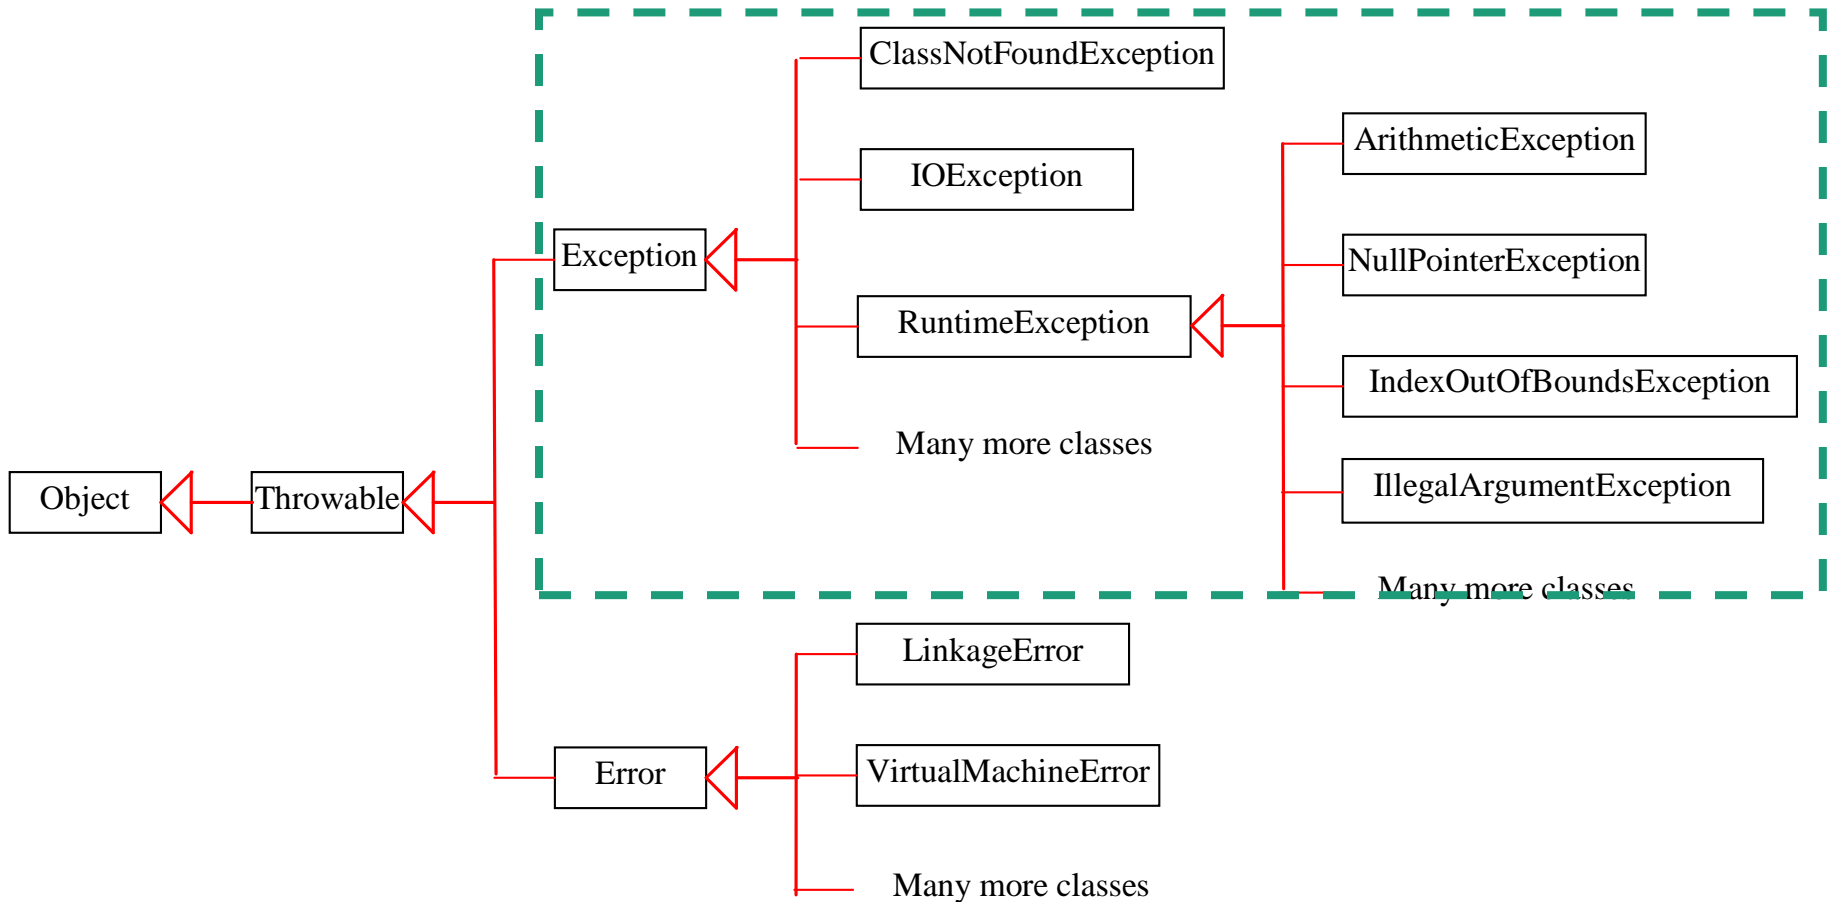 ClassNotFoundException
ArithmeticException
IOException
NullPointerException
Exception
RuntimeException
IndexOutOfBoundsException
Many more classes
IllegalArgumentException
Object
Throwable
Many more classes
LinkageError
Error
VirtualMachineError
Many more classes